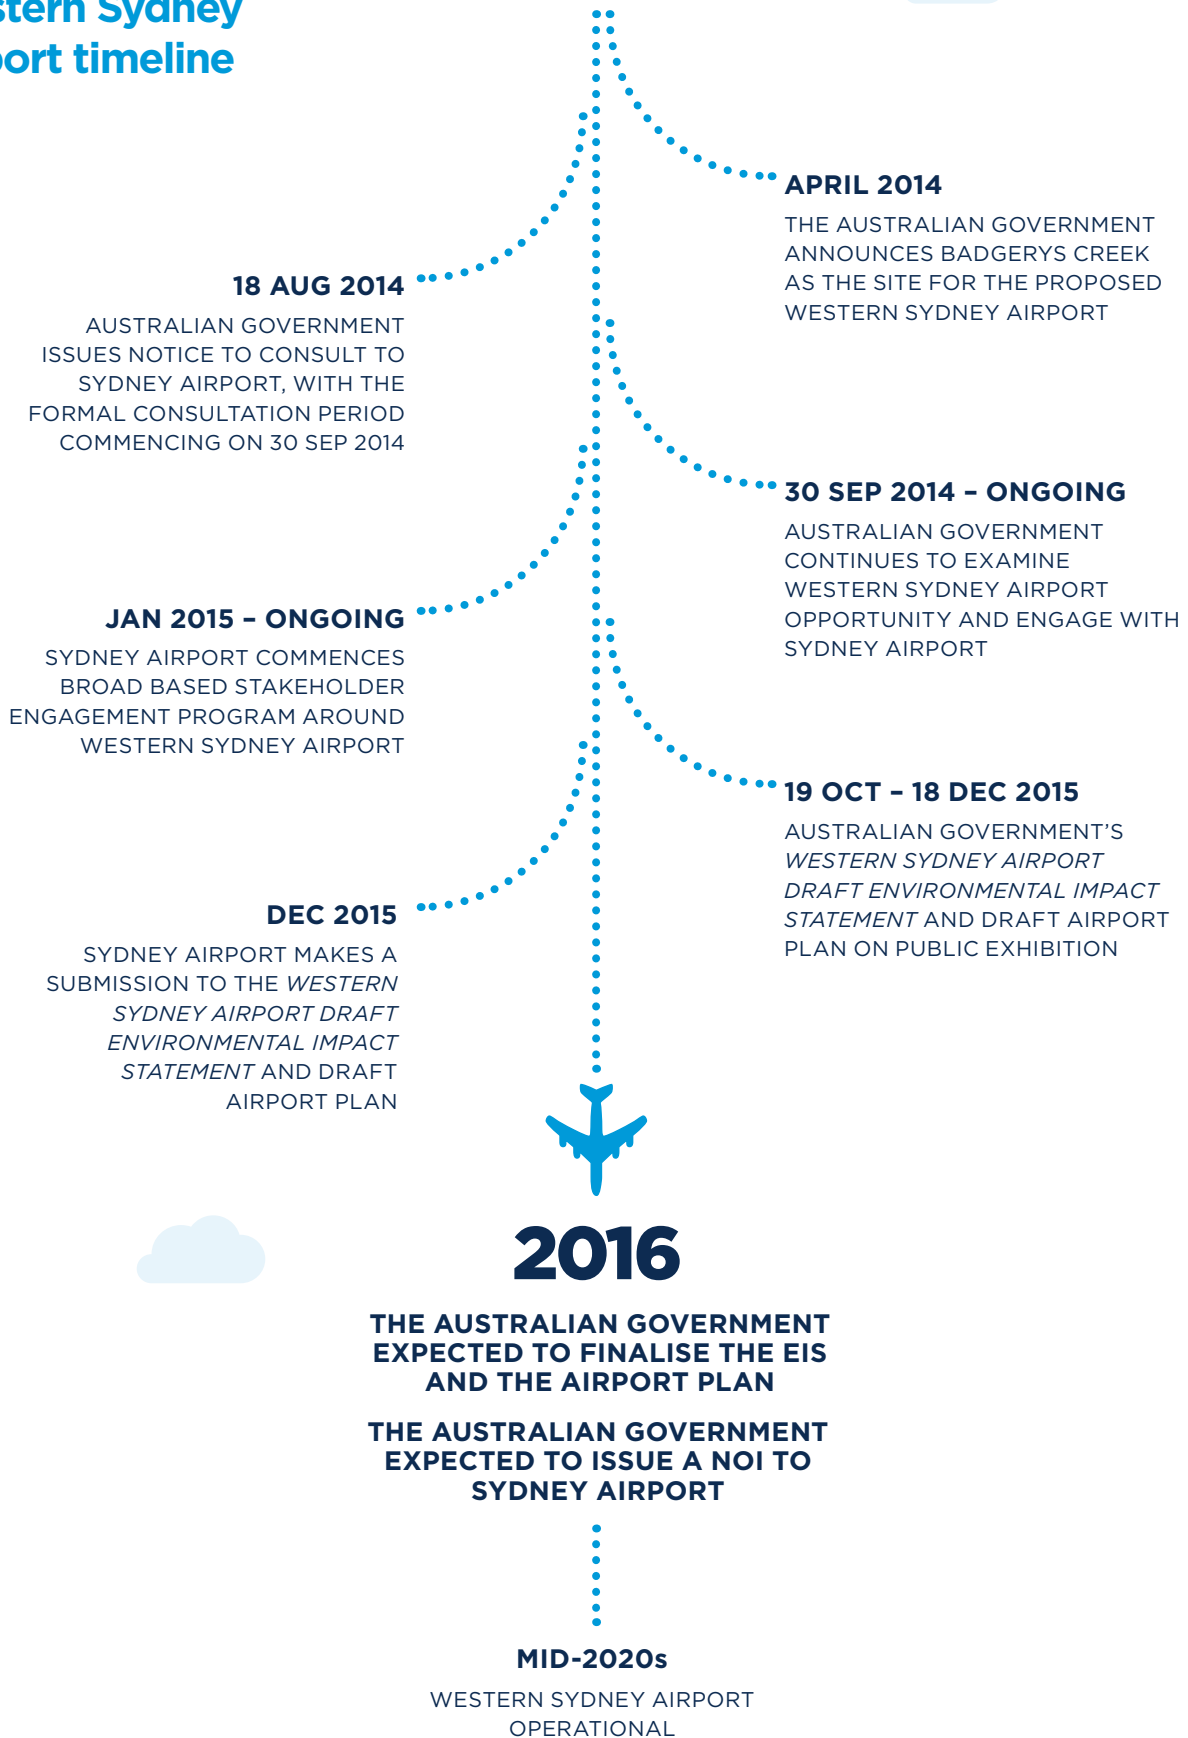 Sydney
timeline
APRIL 2014
THE AUSTRALIAN GOVERNMENT
ANNOUNCES BADGERYS CREEK
AS THE SITE FOR THE PROPOSED
WESTERN SYDNEY AIRPORT
18 AUG 2014
AUSTRALIAN GOVERNMENT
ISSUES NOTICE TO CONSULT TO
SYDNEY AIRPORT, WITH THE
FORMAL CONSULTATION PERIOD
COMMENCING ON 30 SEP 2014
30 SEP 2014 – ONGOING
AUSTRALIAN GOVERNMENT
CONTINUES TO EXAMINE
WESTERN SYDNEY AIRPORT
OPPORTUNITY AND ENGAGE WITH
SYDNEY AIRPORT
JAN 2015 – ONGOING
SYDNEY AIRPORT COMMENCES
BROAD BASED STAKEHOLDER
ENGAGEMENT PROGRAM AROUND
WESTERN SYDNEY AIRPORT
19 OCT – 18 DEC 2015
AUSTRALIAN GOVERNMENT’S
WESTERN SYDNEY AIRPORT
DRAFT ENVIRONMENTAL IMPACT
STATEMENT AND DRAFT AIRPORT
PLAN ON PUBLIC EXHIBITION
DEC 2015
SYDNEY AIRPORT MAKES A
SUBMISSION TO THE WESTERN
SYDNEY AIRPORT DRAFT
ENVIRONMENTAL IMPACT
STATEMENT AND DRAFT
AIRPORT PLAN
2016
THE AUSTRALIAN GOVERNMENT
EXPECTED TO FINALISE THE EIS
AND THE AIRPORT PLAN
THE AUSTRALIAN GOVERNMENT
EXPECTED TO ISSUE A NOI TO
SYDNEY AIRPORT
MID-2020s
WESTERN SYDNEY AIRPORT
OPERATIONAL